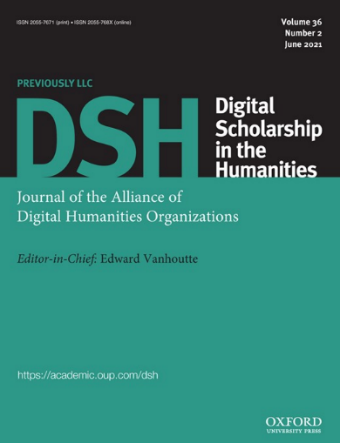 ISSN 2055-7671 (print) • ISSN 2055-768X (online)
Volume 36
Number 2
June 2021
PREVIOUSLY LLC
DSH
Digital
Scholarship
in the
Humanities
Journal of the Alliance of
Digital Humanities Organizations
Editor-in-Chief: Edward Vanhoutte
https://academic.oup.com/dsh
OXFORD
UNIVERSITY PRESS